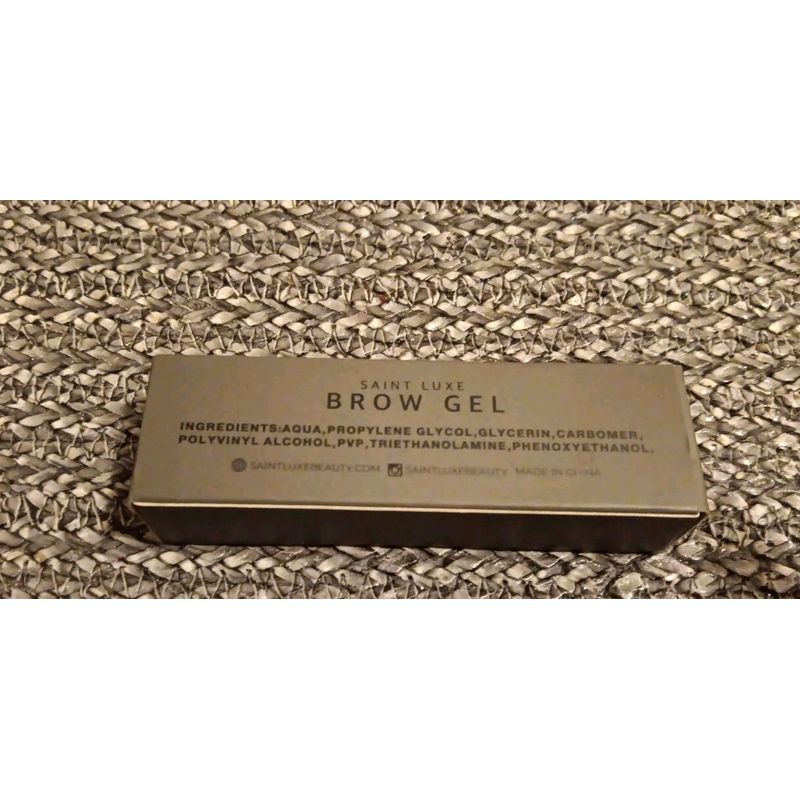 SAINT LUXE
BROW GEL
INGREDIENTS:AQUA,PROPYLENE GLYCOL,GLYCERIN,CARBOMER,
POLYVINYL ALCOHOL,PVP,TRIETHANOLAMINE,PHENOXYETHANOL.
SAINTLUXEBEAUTY.COM SAINTLUXEBEAUTY MADE IN CHINA